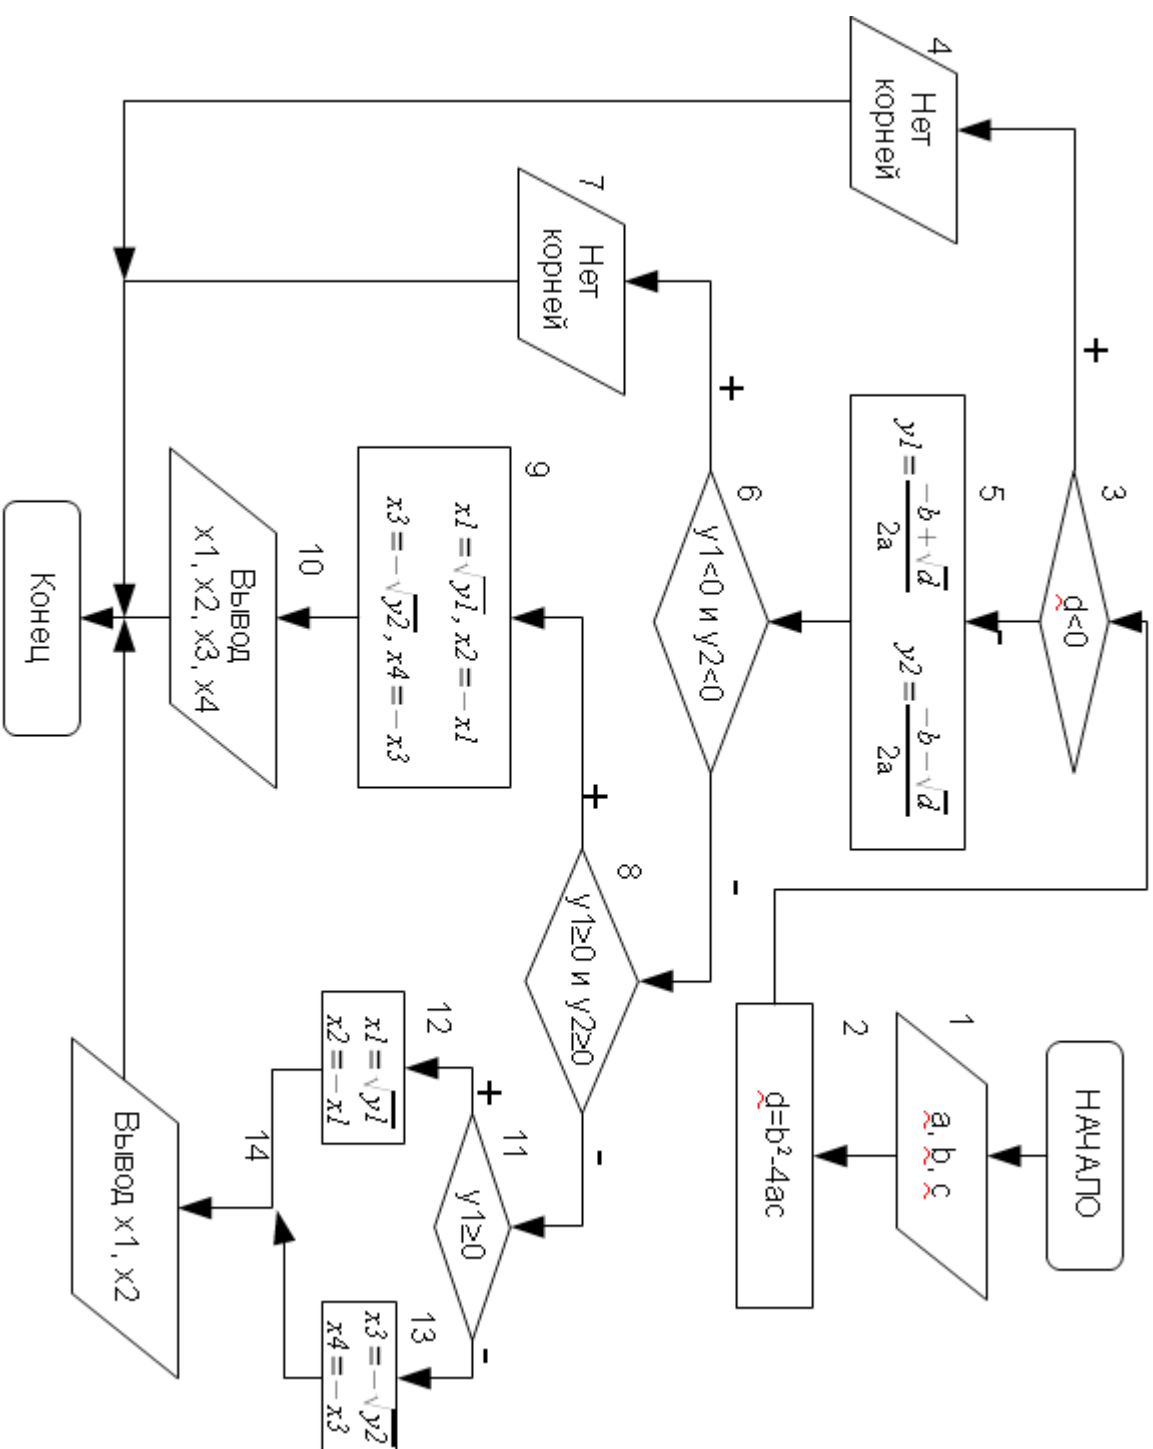 НАЧАЛО
1
a, b, c
2
d=b²-4ac
3
d<0
+
-
4
Нет
корней
5
y1 = (-b+√d)/2a y2 = (-b-√d)/2a
6
y1<0 и y2<0
+
-
7
Нет
корней
8
y1≥0 и y2≥0
+
-
9
x1 = √y1, x2 = -x1
x3 = -√y2, x4 = -x3
10
Вывод
x1, x2, x3, x4
11
y1≥0
+
-
12
x1 = √y1
x2 = -x1
13
x3 = -√y2
x4 = -x3
14
Вывод x1, x2
Конец